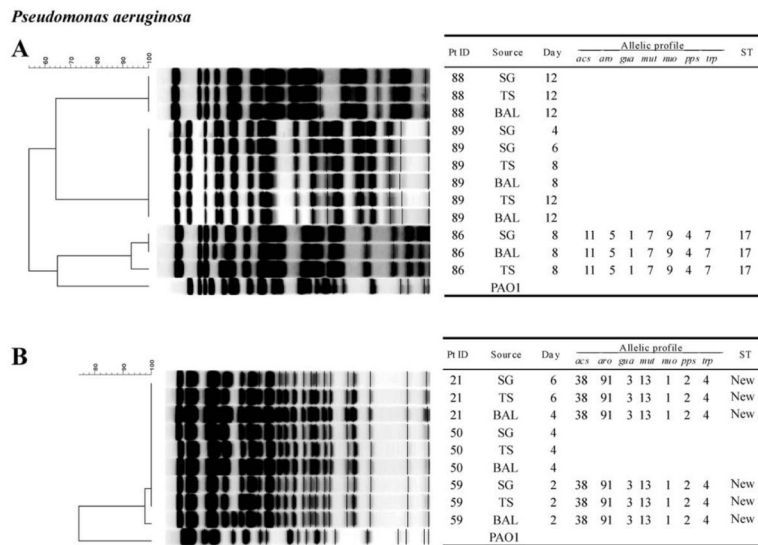 Pseudomonas aeruginosa
A
60 70 80 90 100
Pt ID Source Day Allelic profile ST
acs aro gua mut nuo pps trp
88 SG 12
88 TS 12
88 BAL 12
89 SG 4
89 SG 6
89 TS 8
89 BAL 8
89 TS 12
89 BAL 12
86 SG 8 11 5 1 7 9 4 7 17
86 BAL 8 11 5 1 7 9 4 7 17
86 TS 8 11 5 1 7 9 4 7 17
PAO1
B
80 90 100
Pt ID Source Day Allelic profile ST
acs aro gua mut nuo pps trp
21 SG 6 38 91 3 13 1 2 4 New
21 TS 6 38 91 3 13 1 2 4 New
21 BAL 4 38 91 3 13 1 2 4 New
50 SG 4
50 TS 4
50 BAL 4
59 SG 2 38 91 3 13 1 2 4 New
59 TS 2 38 91 3 13 1 2 4 New
59 BAL 2 38 91 3 13 1 2 4 New
PAO1